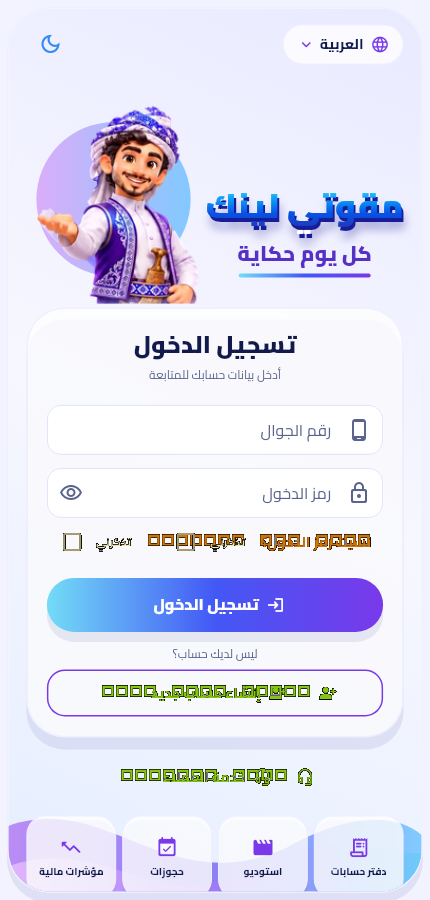 العربية
مقوتي لينك
كل يوم حكاية
تسجيل الدخول
أدخل بيانات حسابك للمتابعة
رقم الجوال
رمز الدخول
تذكرني
تسجيل الدخول
ليس لديك حساب؟
دفتر حسابات
استوديو
حجوزات
مؤشرات مالية